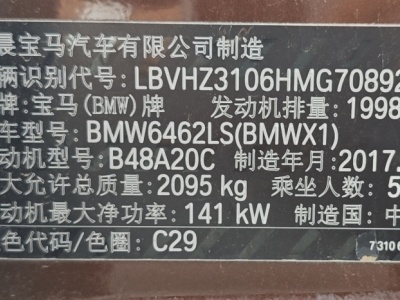 晨宝马汽车有限公司制造
辆识别代号: LBVHZ3106HMG70892
牌:宝马(BMW)牌 发动机排量: 1998
车型号: BMW6462LS(BMWX1)
动机型号: B48A20C 制造年月: 2017.
大允许总质量: 2095 kg 乘坐人数: 5
动机最大净功率: 141 kW 制造国: 中
色代码/色圈: C29 73106